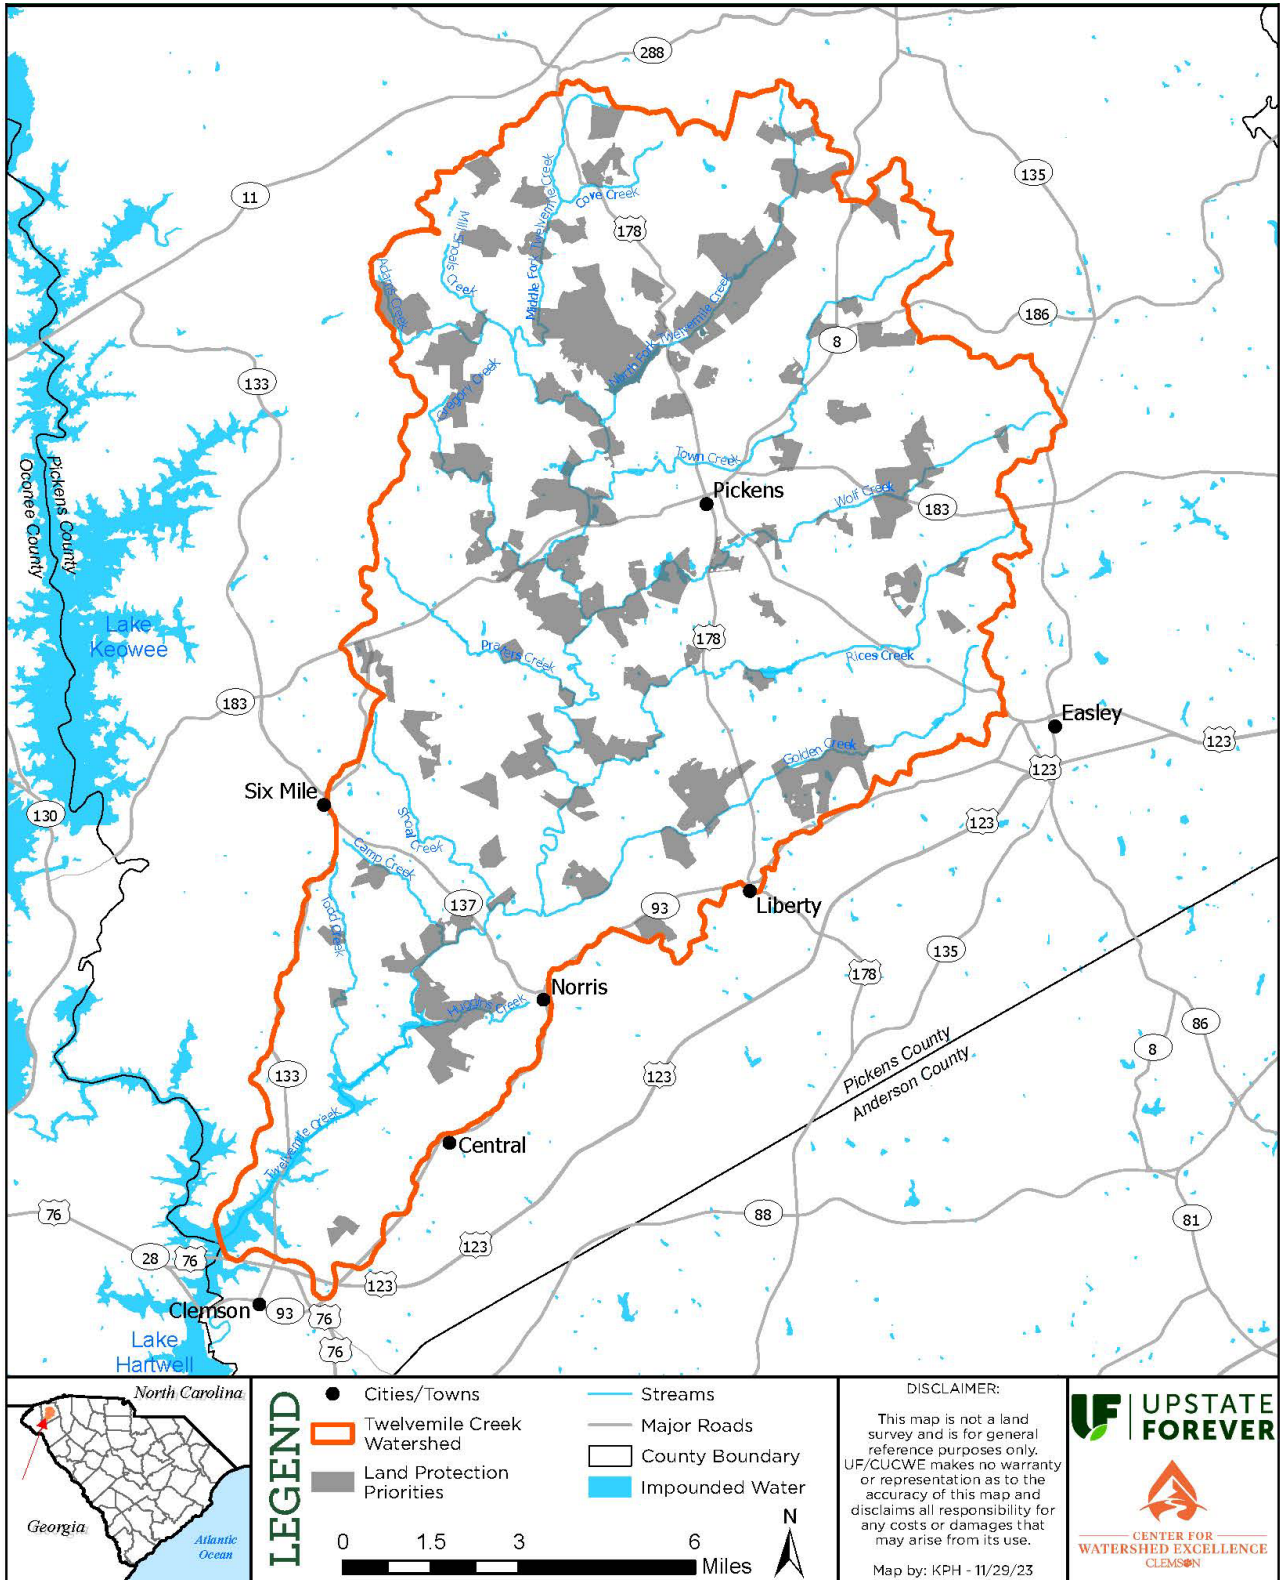 288
11
135
Middle Fork Twelvemile Creek
Cove Creek
178
Mill Shoals Creek
Adams Creek
North Fork Twelvemile Creek
186
8
133
Gregory Creek
Town Creek
Pickens
Wolf Creek
183
Pickens County
Oconee County
Lake
Keowee
178
Praters Creek
Rices Creek
183
Easley
123
Golden Creek
123
Six Mile
130
123
Shoal Creek
Camp Creek
137
93
Liberty
Todd Creek
135
178
Norris
Huggins Creek
86
8
Pickens County
Anderson County
133
123
Twelvemile Creek
Central
76
88
81
28
76
123
123
Clemson
93
76
76
Lake
Hartwell
North Carolina
Georgia
Atlantic
Ocean
LEGEND
Cities/Towns
Twelvemile Creek
Watershed
Land Protection
Priorities
Streams
Major Roads
County Boundary
Impounded Water
0 1.5 3 6
Miles
N
DISCLAIMER:
This map is not a land
survey and is for general
reference purposes only.
UF/CUCWE makes no warranty
or representation as to the
accuracy of this map and
disclaims all responsibility for
any costs or damages that
may arise from its use.
Map by: KPH - 11/29/23
UF UPSTATE
FOREVER
CENTER FOR
WATERSHED EXCELLENCE
CLEMSON